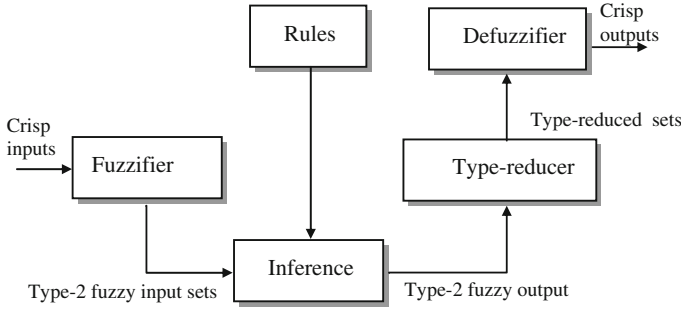 Rules
Defuzzifier
Crisp
outputs
Type-reduced sets
Crisp
inputs
Fuzzifier
Type-reducer
Inference
Type-2 fuzzy input sets
Type-2 fuzzy output